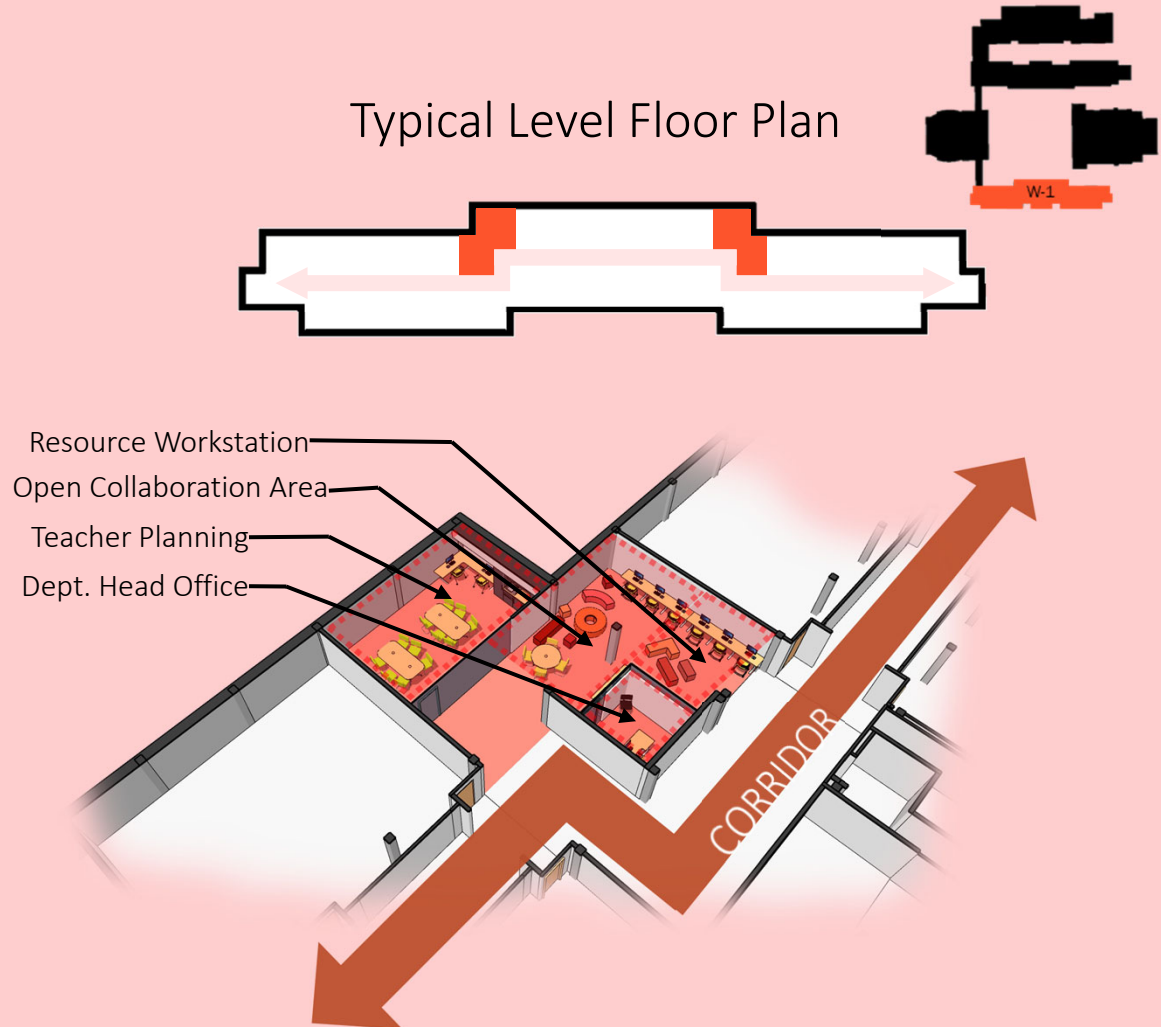 Typical Level Floor Plan
W-1
Resource Workstation
Open Collaboration Area
Teacher Planning
Dept. Head Office
CORRIDOR